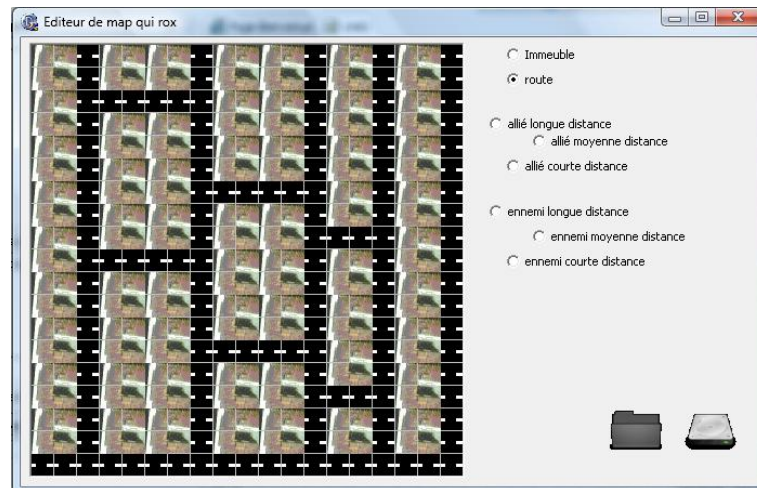 Editeur de map qui rox
Immeuble
route
allié longue distance
allié moyenne distance
allié courte distance
ennemi longue distance
ennemi moyenne distance
ennemi courte distance